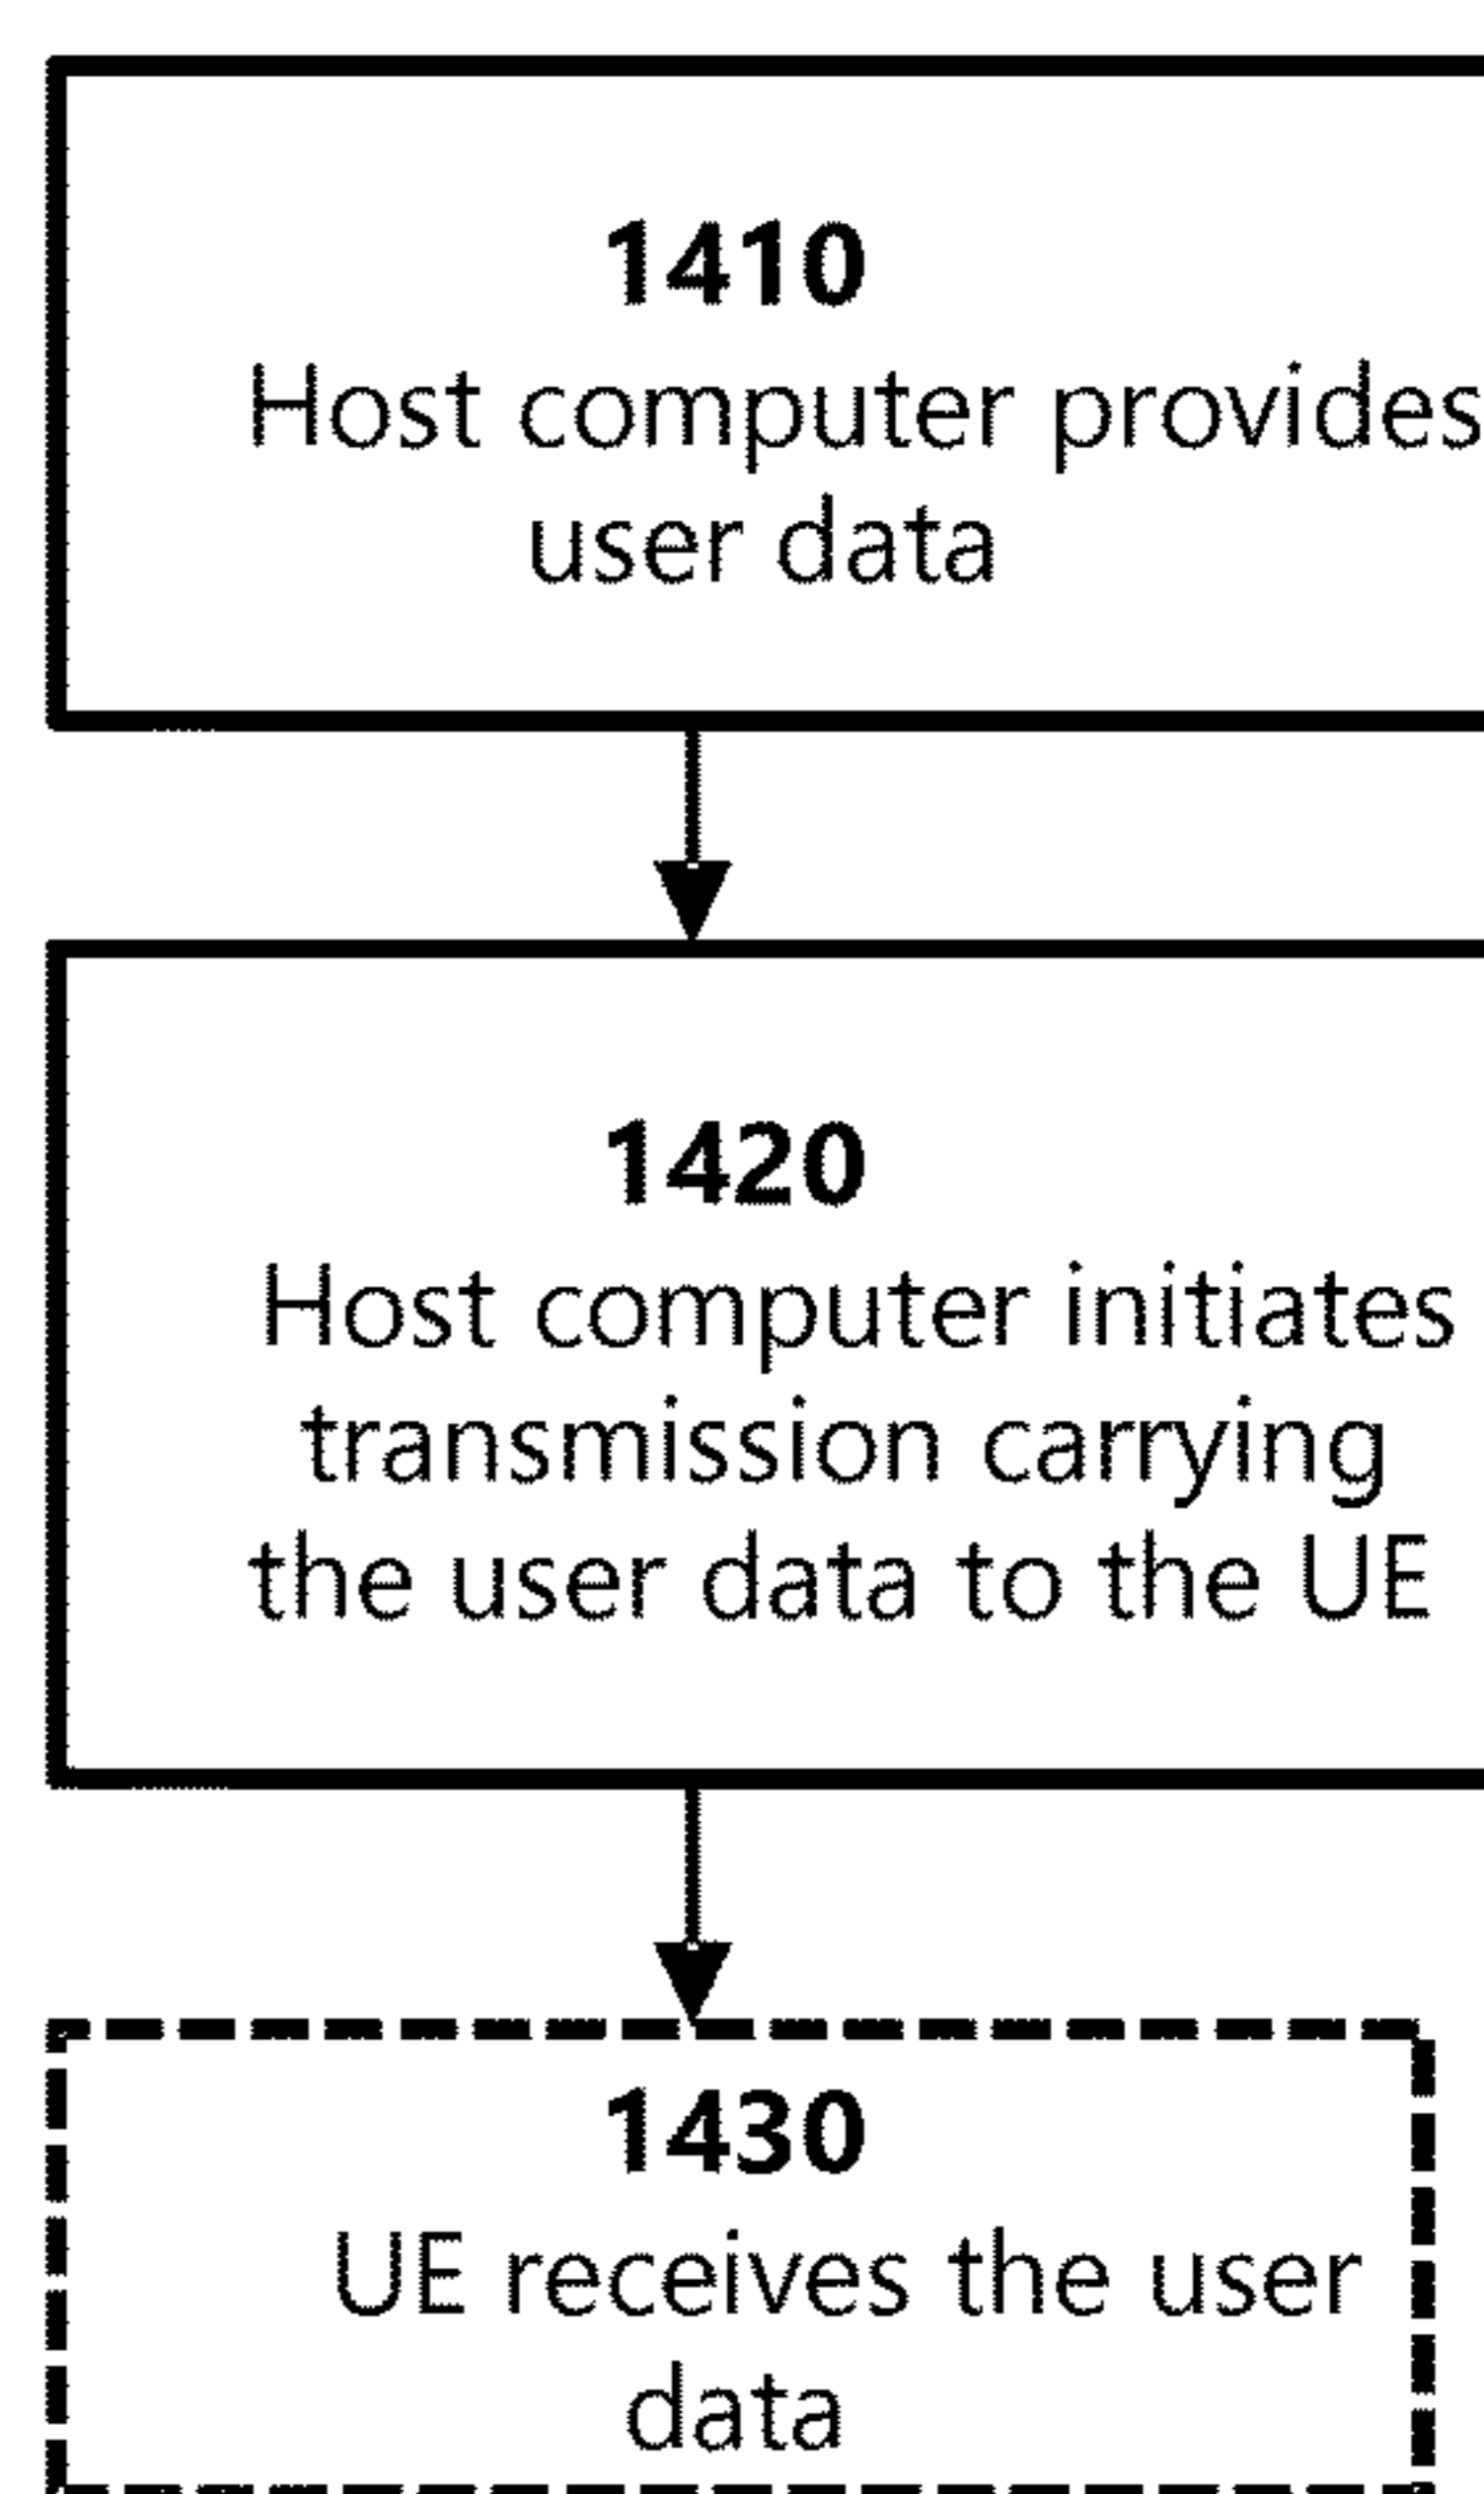 1410
Host computer provides
user data
1420
Host computer initiates
transmission carrying
the user data to the UE
1430
UE receives the user
data